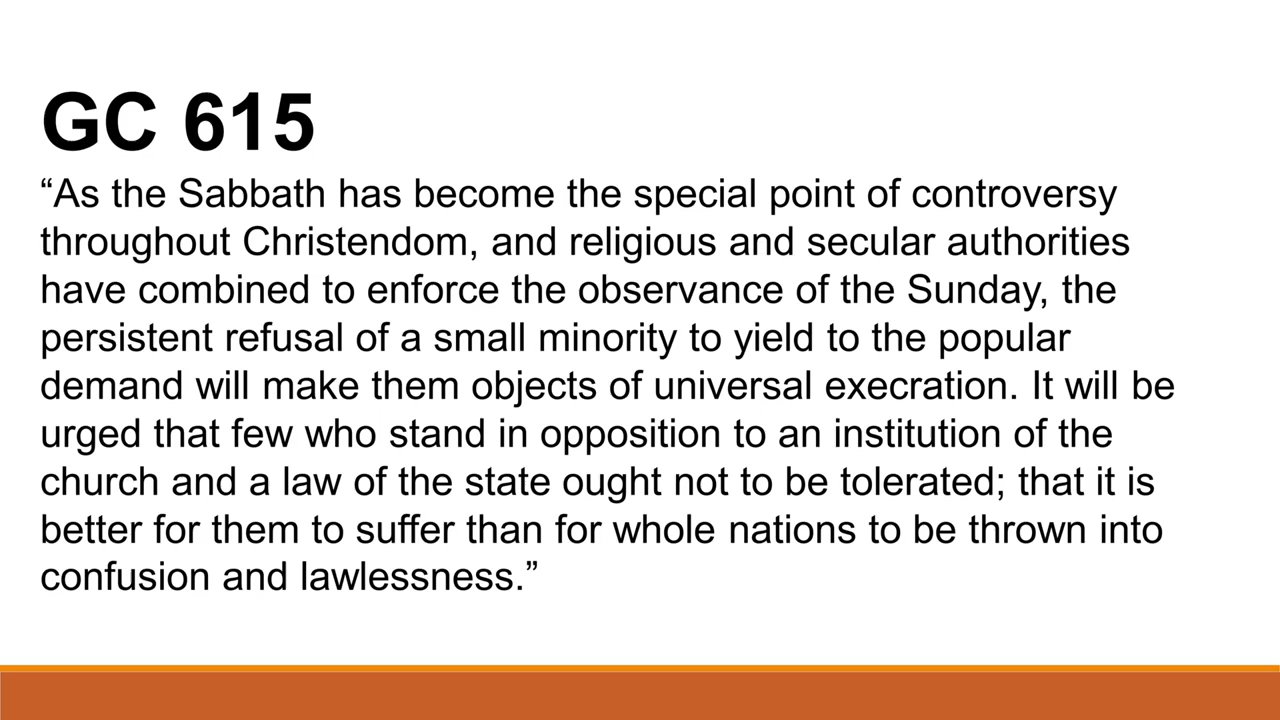 GC 615
“As the Sabbath has become the special point of controversy
throughout Christendom, and religious and secular authorities
have combined to enforce the observance of the Sunday, the
persistent refusal of a small minority to yield to the popular
demand will make them objects of universal execration. It will be
urged that few who stand in opposition to an institution of the
church and a law of the state ought not to be tolerated; that it is
better for them to suffer than for whole nations to be thrown into
confusion and lawlessness.”